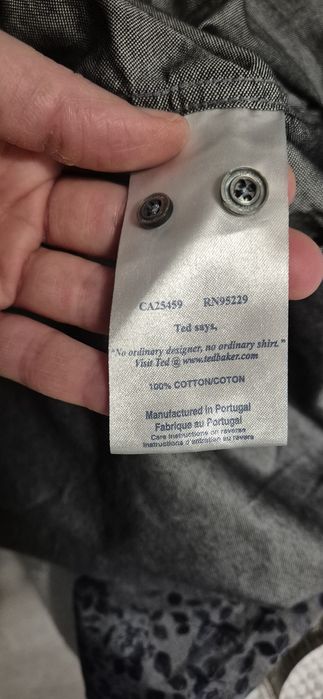 CA25459 RN95229
Ted says,
"No ordinary designer, no ordinary shirt."
Visit Ted @ www.tedbaker.com
100% COTTON/COTON
Manufactured in Portugal
Fabrique au Portugal
Care instructions on reverse
Instructions d'entretien au revers